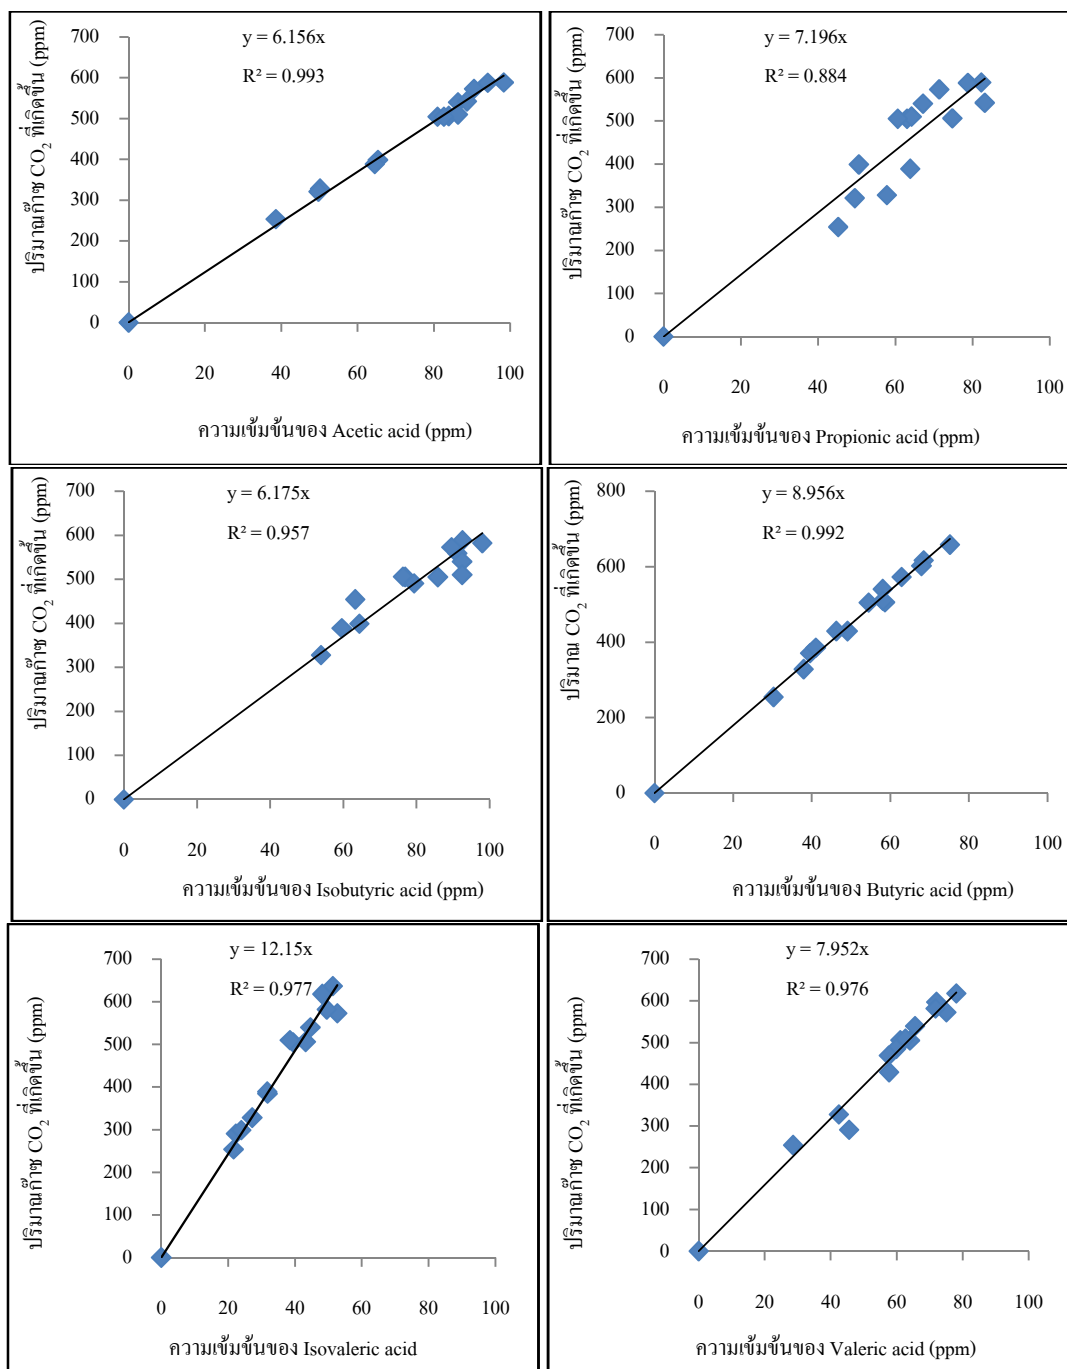 y = 6.156x
R² = 0.993
ปริมาณก๊าซ CO₂ ที่เกิดขึ้น (ppm)
700
600
500
400
300
200
100
0
0 20 40 60 80 100
ความเข้มข้นของ Acetic acid (ppm)
y = 7.196x
R² = 0.884
ปริมาณก๊าซ CO₂ ที่เกิดขึ้น (ppm)
700
600
500
400
300
200
100
0
0 20 40 60 80 100
ความเข้มข้นของ Propionic acid (ppm)
y = 6.175x
R² = 0.957
ปริมาณก๊าซ CO₂ ที่เกิดขึ้น (ppm)
700
600
500
400
300
200
100
0
0 20 40 60 80 100
ความเข้มข้นของ Isobutyric acid (ppm)
y = 8.956x
R² = 0.992
ปริมาณ CO₂ ที่เกิดขึ้น (ppm)
800
600
400
200
0
0 20 40 60 80 100
ความเข้มข้นของ Butyric acid (ppm)
y = 12.15x
R² = 0.977
ปริมาณก๊าซ CO₂ ที่เกิดขึ้น (ppm)
700
600
500
400
300
200
100
0
0 20 40 60 80 100
ความเข้มข้นของ Isovaleric acid
y = 7.952x
R² = 0.976
ปริมาณก๊าซ CO₂ ที่เกิดขึ้น (ppm)
700
600
500
400
300
200
100
0
0 20 40 60 80 100
ความเข้มข้นของ Valeric acid (ppm)